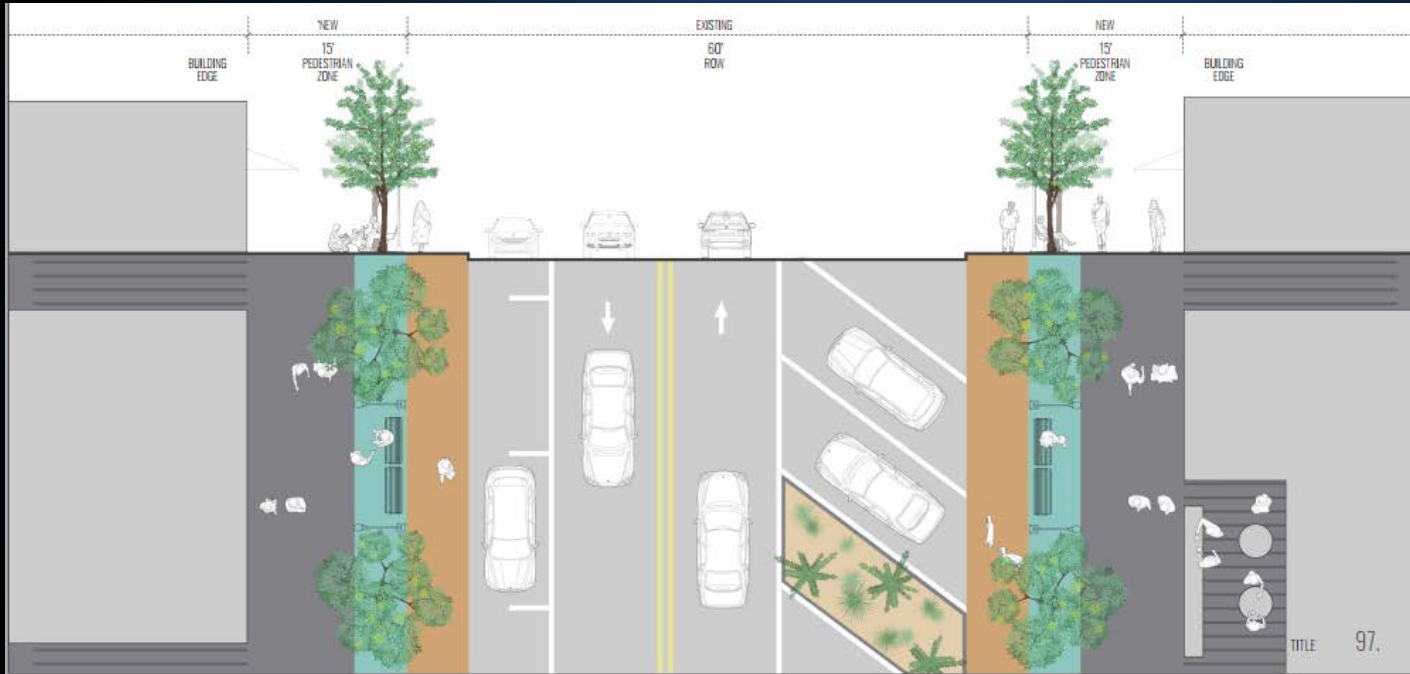 "NEW
15'
PEDESTRIAN
ZONE
BUILDING
EDGE
EXISTING
60'
ROW
NEW
15'
PEDESTRIAN
ZONE
BUILDING
EDGE
TITLE 97.